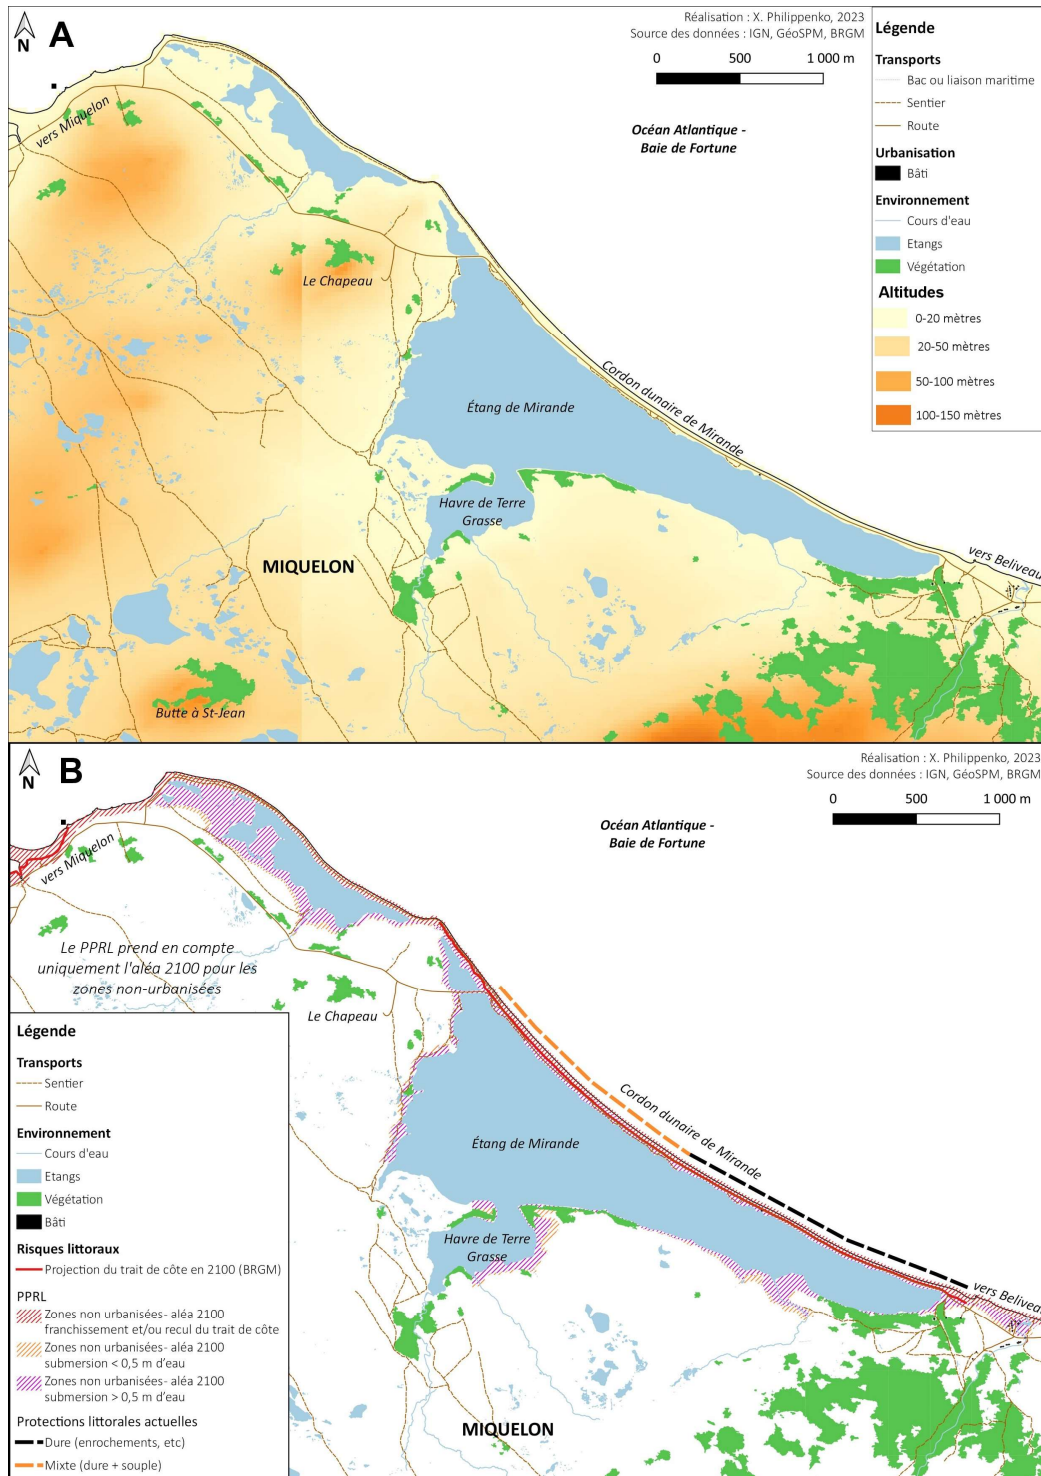 N
A
Réalisation : X. Philippenko, 2023
Source des données : IGN, GéoSPM, BRGM
0 500 1 000 m
Océan Atlantique -
Baie de Fortune
vers Miquelon
Le Chapeau
Cordon dunaire de Mirande
Étang de Mirande
Havre de Terre
Grasse
MIQUELON
vers Beliveau
Butte à St-Jean
Légende
Transports
Bac ou liaison maritime
Sentier
Route
Urbanisation
Bâti
Environnement
Cours d'eau
Etangs
Végétation
Altitudes
0-20 mètres
20-50 mètres
50-100 mètres
100-150 mètres
N
B
Réalisation : X. Philippenko, 2023
Source des données : IGN, GéoSPM, BRGM
0 500 1 000 m
Océan Atlantique -
Baie de Fortune
vers Miquelon
Le PPRL prend en compte
uniquement l'aléa 2100 pour les
zones non-urbanisées
Le Chapeau
Cordon dunaire de Mirande
Étang de Mirande
Havre de Terre
Grasse
vers Beliveau
MIQUELON
Légende
Transports
Sentier
Route
Environnement
Cours d'eau
Etangs
Végétation
Bâti
Risques littoraux
Projection du trait de côte en 2100 (BRGM)
PPRL
Zones non urbanisées- aléa 2100
franchissement et/ou recul du trait de côte
Zones non urbanisées- aléa 2100
submersion < 0,5 m d'eau
Zones non urbanisées- aléa 2100
submersion > 0,5 m d'eau
Protections littorales actuelles
Dure (enrochements, etc)
Mixte (dure + souple)